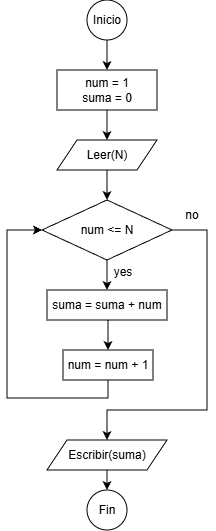 Inicio
num = 1
suma = 0
Leer(N)
no
num <= N
yes
suma = suma + num
num = num + 1
Escribir(suma)
Fin